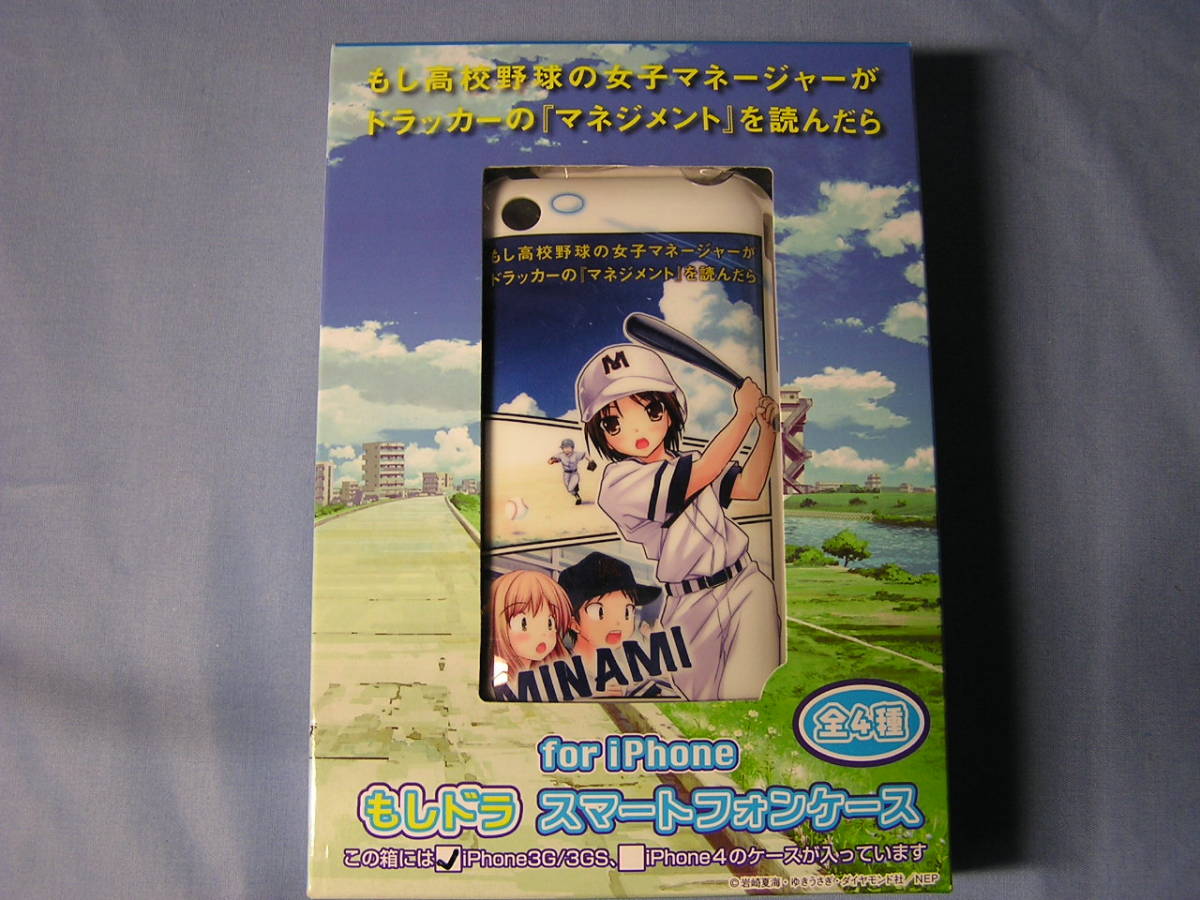 もし高校野球の女子マネージャーが
ドラッカーの『マネジメント』を読んだら
もし高校野球の女子マネージャーが
ドラッカーの『マネジメント』を読んだら
M
MINAMI
全4種
for iPhone
もしドラ スマートフォンケース
この箱には✓iPhone3G/3GS、□iPhone4のケースが入っています
©岩崎夏海・ゆきうさぎ・ダイヤモンド社/NEP